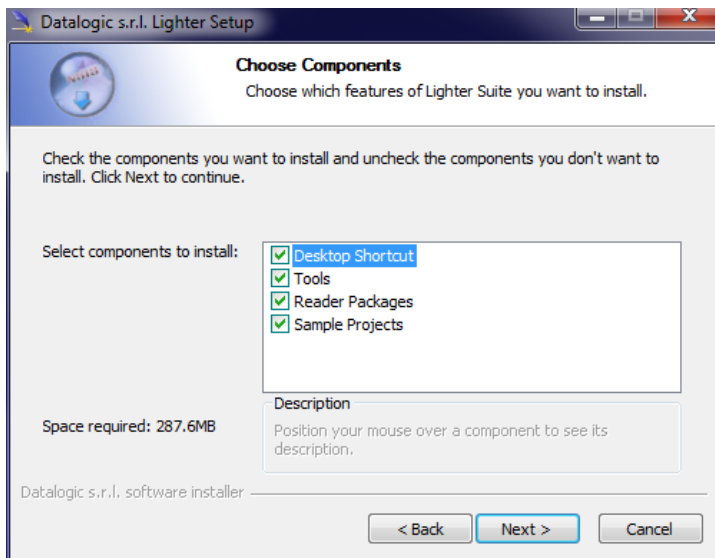 Datalogic s.r.l. Lighter Setup
Choose Components
Choose which features of Lighter Suite you want to install.
Check the components you want to install and uncheck the components you don't want to
install. Click Next to continue.
Select components to install:
Desktop Shortcut
Tools
Reader Packages
Sample Projects
Space required: 287.6MB
Description
Position your mouse over a component to see its
description.
Datalogic s.r.l. software installer
< Back
Next >
Cancel